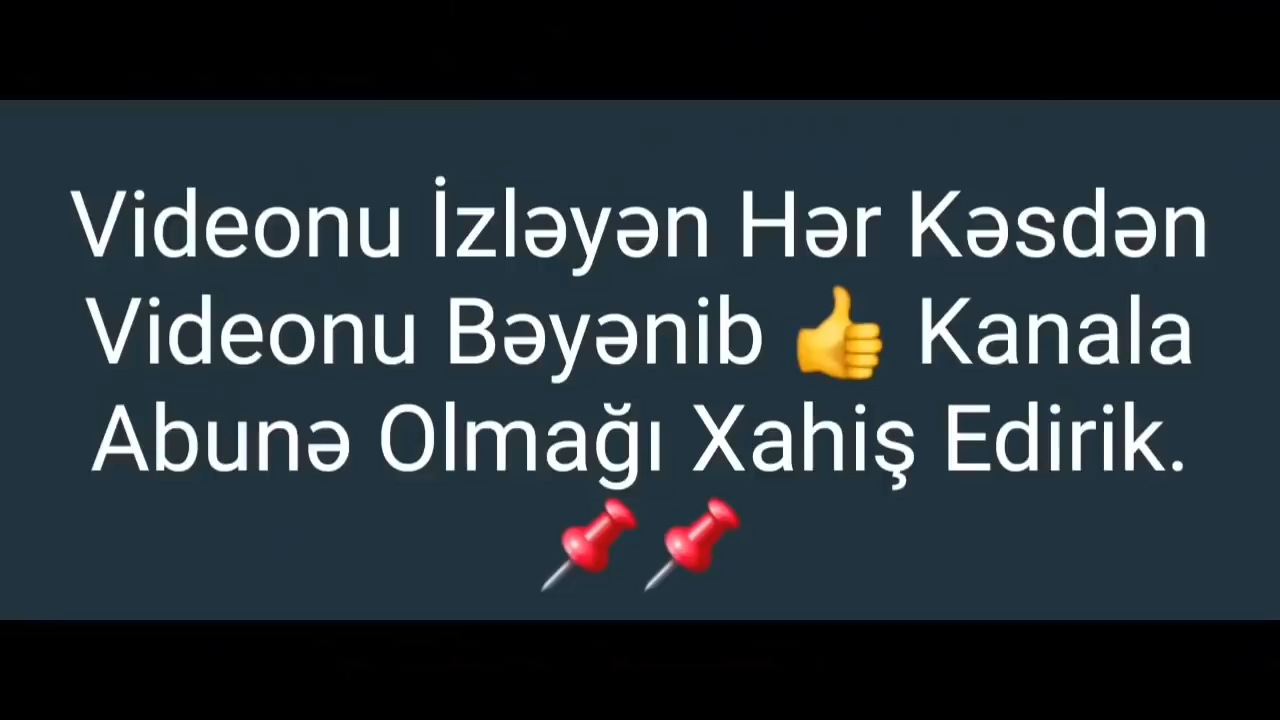 Videonu İzləyən Hər Kəsdən
Videonu Bəyənib 👍 Kanala
Abunə Olmağı Xahiş Edirik.
📌📌